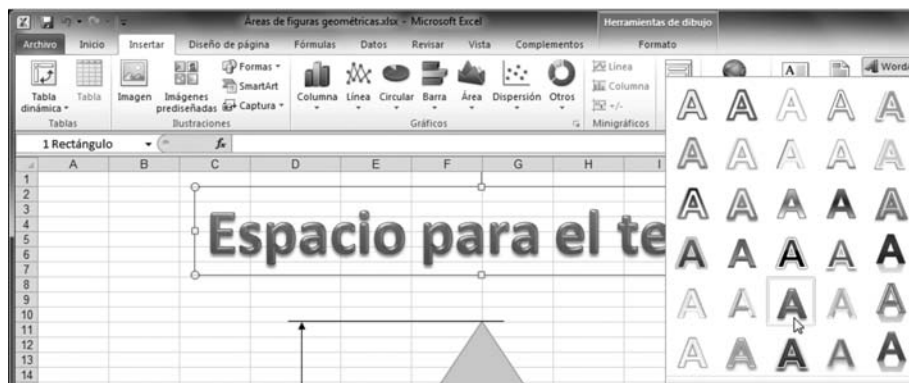 Áreas de figuras geométricas.xlsx - Microsoft Excel
Herramientas de dibujo
Archivo Inicio Insertar Diseño de página Fórmulas Datos Revisar Vista Complementos Formato
Tabla dinámica
Tabla
Imagen
Imágenes prediseñadas
Formas
SmartArt
Captura
Columna
Línea
Circular
Barra
Área
Dispersión
Otros
Línea
Columna
+/-
Tablas
Ilustraciones
Gráficos
Minigráficos
1 Rectángulo
fx
A B C D E F G H I
1
2
3
4
5
6
7
8
9
10
11
12
13
14
Espacio para el te
A
A A A A A
A A A A A
A A A A A
A A A A A
A A A A A
A A A A A